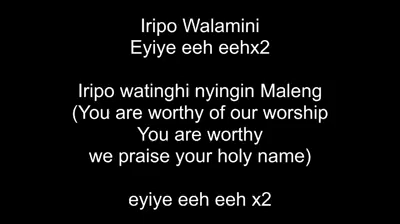 Iripo Walamini
Eyiye eeh eehx2
Iripo watinghi nyingin Maleng
(You are worthy of our worship
You are worthy
we praise your holy name)
eyiye eeh eeh x2